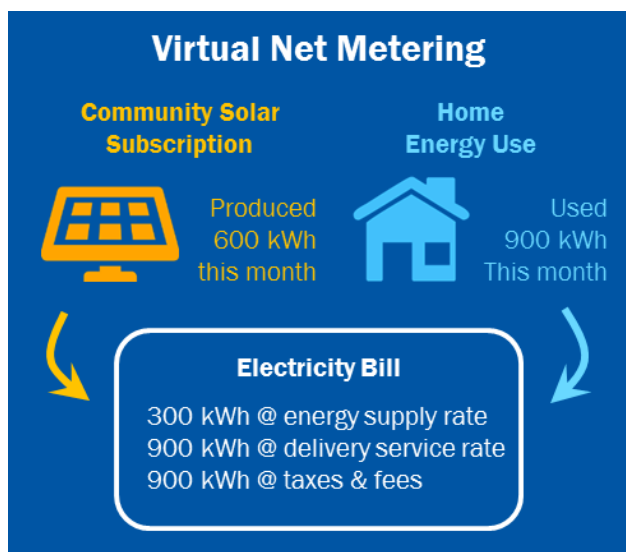 Virtual Net Metering
Community Solar
Subscription
Produced
600 kWh
this month
Home
Energy Use
Used
900 kWh
This month
Electricity Bill
300 kWh @ energy supply rate
900 kWh @ delivery service rate
900 kWh @ taxes & fees